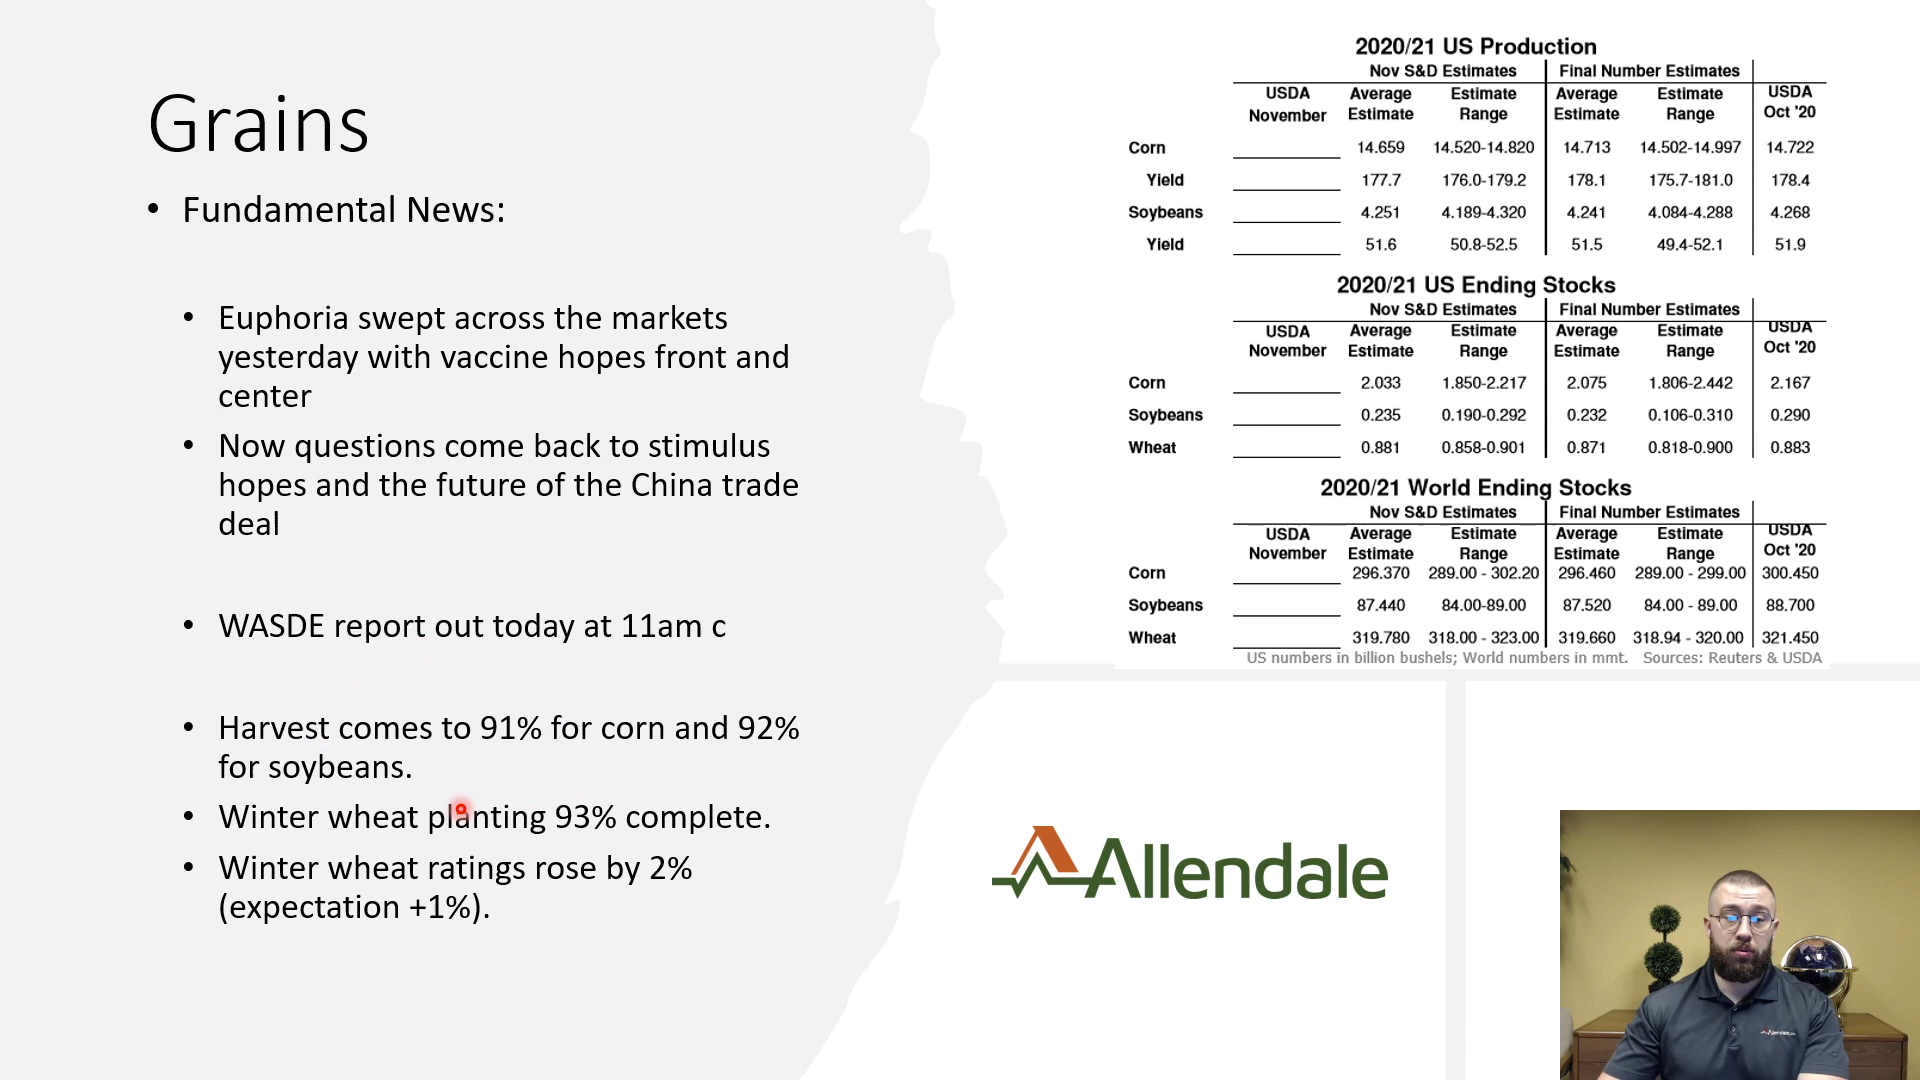 Grains
• Fundamental News:
• Euphoria swept across the markets
yesterday with vaccine hopes front and
center
• Now questions come back to stimulus
hopes and the future of the China trade
deal
• WASDE report out today at 11am c
• Harvest comes to 91% for corn and 92%
for soybeans.
• Winter wheat planting 93% complete.
• Winter wheat ratings rose by 2%
(expectation +1%).
2020/21 US Production
Nov S&D Estimates Final Number Estimates
USDA Average Estimate Average Estimate USDA
November Estimate Range Estimate Range Oct '20
Corn 14.659 14.520-14.820 14.713 14.502-14.997 14.722
Yield 177.7 176.0-179.2 178.1 175.7-181.0 178.4
Soybeans 4.251 4.189-4.320 4.241 4.084-4.288 4.268
Yield 51.6 50.8-52.5 51.5 49.4-52.1 51.9
2020/21 US Ending Stocks
Nov S&D Estimates Final Number Estimates
USDA Average Estimate Average Estimate USDA
November Estimate Range Estimate Range Oct '20
Corn 2.033 1.850-2.217 2.075 1.806-2.442 2.167
Soybeans 0.235 0.190-0.292 0.232 0.106-0.310 0.290
Wheat 0.881 0.858-0.901 0.871 0.818-0.900 0.883
2020/21 World Ending Stocks
Nov S&D Estimates Final Number Estimates
USDA Average Estimate Average Estimate USDA
November Estimate Range Estimate Range Oct '20
Corn 296.370 289.00 - 302.20 296.460 289.00 - 299.00 300.450
Soybeans 87.440 84.00-89.00 87.520 84.00 - 89.00 88.700
Wheat 319.780 318.00 - 323.00 319.660 318.94 - 320.00 321.450
US numbers in billion bushels; World numbers in mmt. Sources: Reuters & USDA
Allendale
Allendale